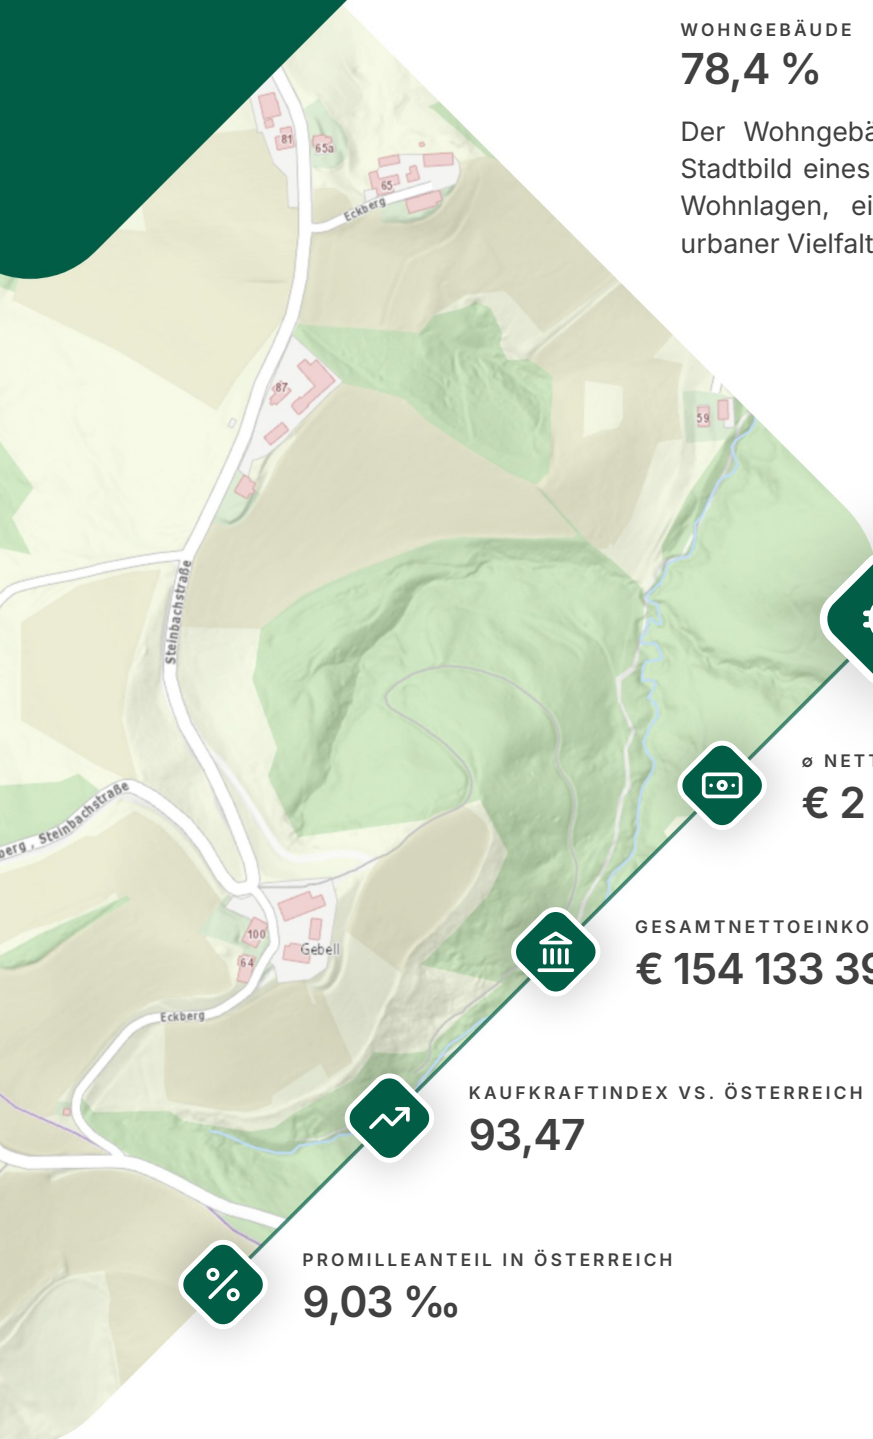 WOHNGEBÄUDE
78,4 %
Der Wohngebä
Stadtbild eines
Wohnlagen, ei
urbaner Vielfalt
81
65a
65
Eckberg
87
59
Steinbachstraße
ø NETT
€ 2
berg , Steinbachstraße
100
64
Gebell
GESAMTNETTOEINKO
€ 154 133 39
Eckberg
KAUFKRAFTINDEX VS. ÖSTERREICH
93,47
PROMILLEANTEIL IN ÖSTERREICH
9,03 ‰